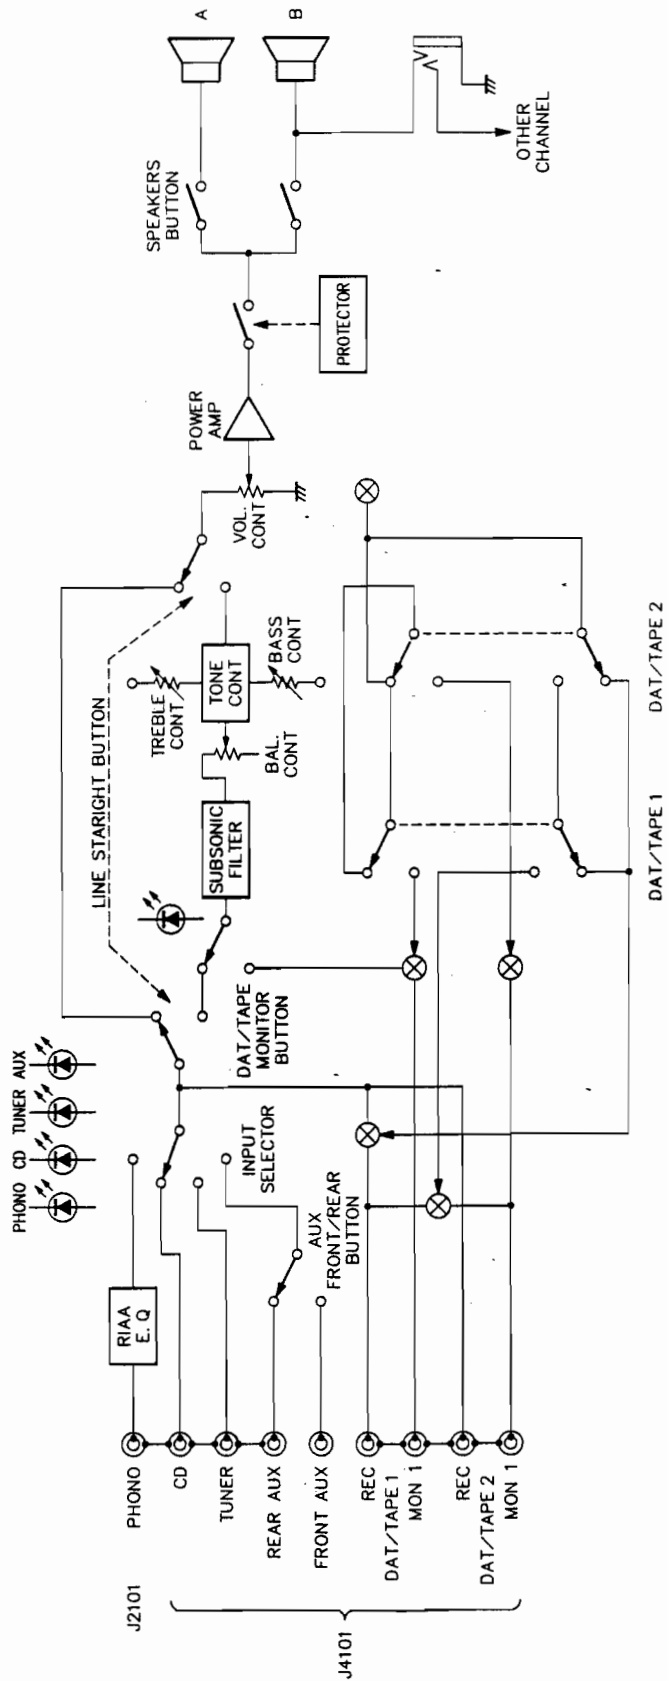 J2101
J4101
PHONO
CD
TUNER
REAR AUX
FRONT AUX
REC
DAT/TAPE 1
MON 1
REC
DAT/TAPE 2
MON 1
RIAA
E.Q
PHONO
CD
TUNER
AUX
INPUT
SELECTOR
AUX
FRONT/REAR
BUTTON
LINE STARIGHT BUTTON
DAT/TAPE
MONITOR
BUTTON
SUBSONIC
FILTER
BAL.
CONT
TREBLE
CONT
TONE
CONT
BASS
CONT
VOL.
CONT
POWER
AMP
PROTECTOR
SPEAKERS
BUTTON
A
B
OTHER
CHANNEL
DAT/TAPE 1
DAT/TAPE 2